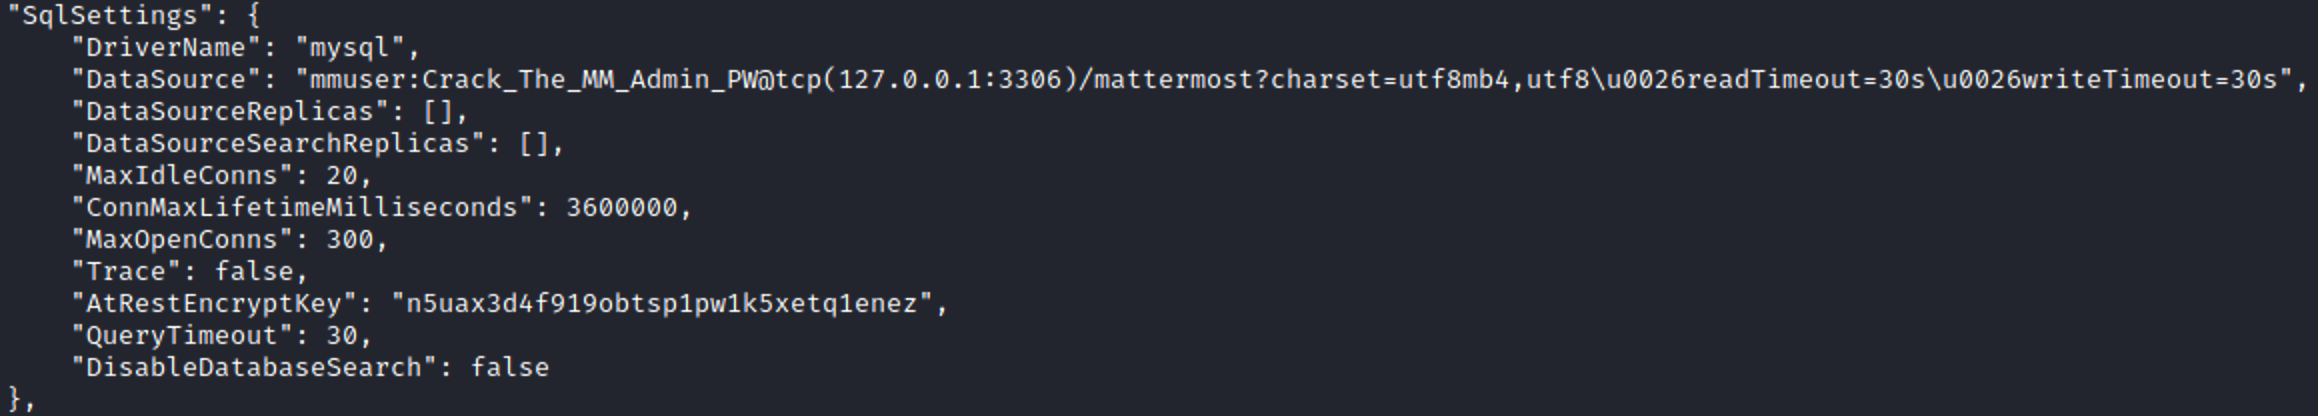 "SqlSettings": {
    "DriverName": "mysql",
    "DataSource": "mmuser:Crack_The_MM_Admin_PW@tcp(127.0.0.1:3306)/mattermost?charset=utf8mb4,utf8\u0026readTimeout=30s\u0026writeTimeout=30s",
    "DataSourceReplicas": [],
    "DataSourceSearchReplicas": [],
    "MaxIdleConns": 20,
    "ConnMaxLifetimeMilliseconds": 3600000,
    "MaxOpenConns": 300,
    "Trace": false,
    "AtRestEncryptKey": "n5uax3d4f919obtsp1pw1k5xetq1enez",
    "QueryTimeout": 30,
    "DisableDatabaseSearch": false
},